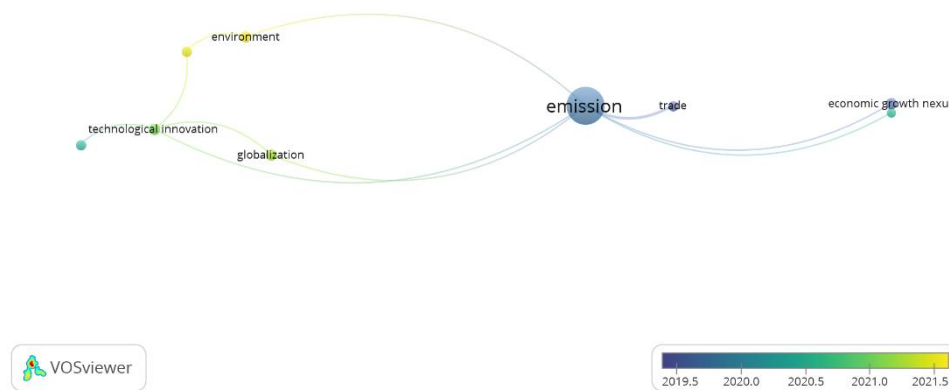 environment
emission
trade
economic growth nexu
technological innovation
globalization
VOSviewer
2019.5 2020.0 2020.5 2021.0 2021.5